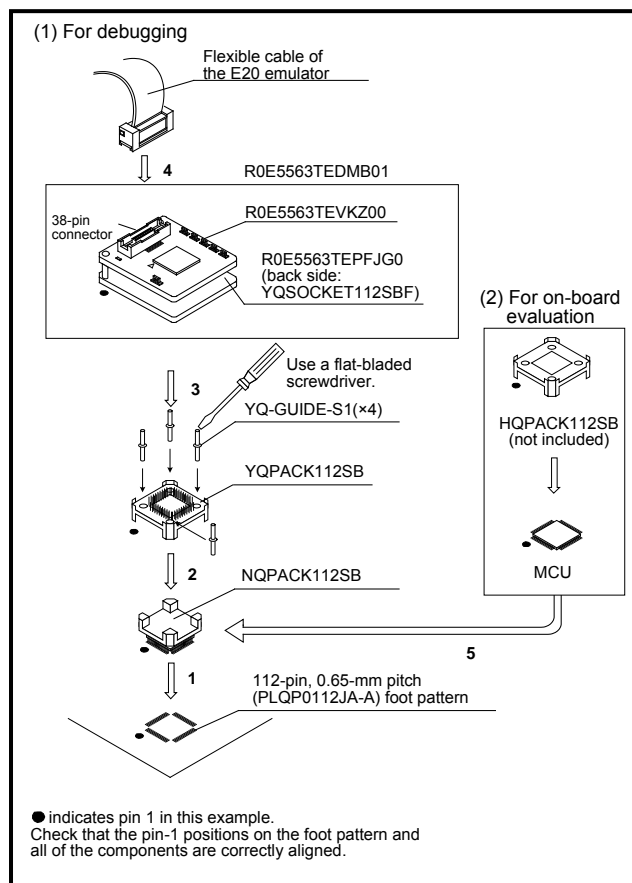 (1) For debugging
Flexible cable of
the E20 emulator
4
R0E5563TEDMB01
38-pin
connector
R0E5563TEVKZ00
R0E5563TEPFJG0
(back side:
YQSOCKET112SBF)
(2) For on-board
evaluation
HQPACK112SB
(not included)
MCU
3
Use a flat-bladed
screwdriver.
YQ-GUIDE-S1(×4)
YQPACK112SB
2
NQPACK112SB
5
1
112-pin, 0.65-mm pitch
(PLQP0112JA-A) foot pattern
● indicates pin 1 in this example.
Check that the pin-1 positions on the foot pattern and
all of the components are correctly aligned.